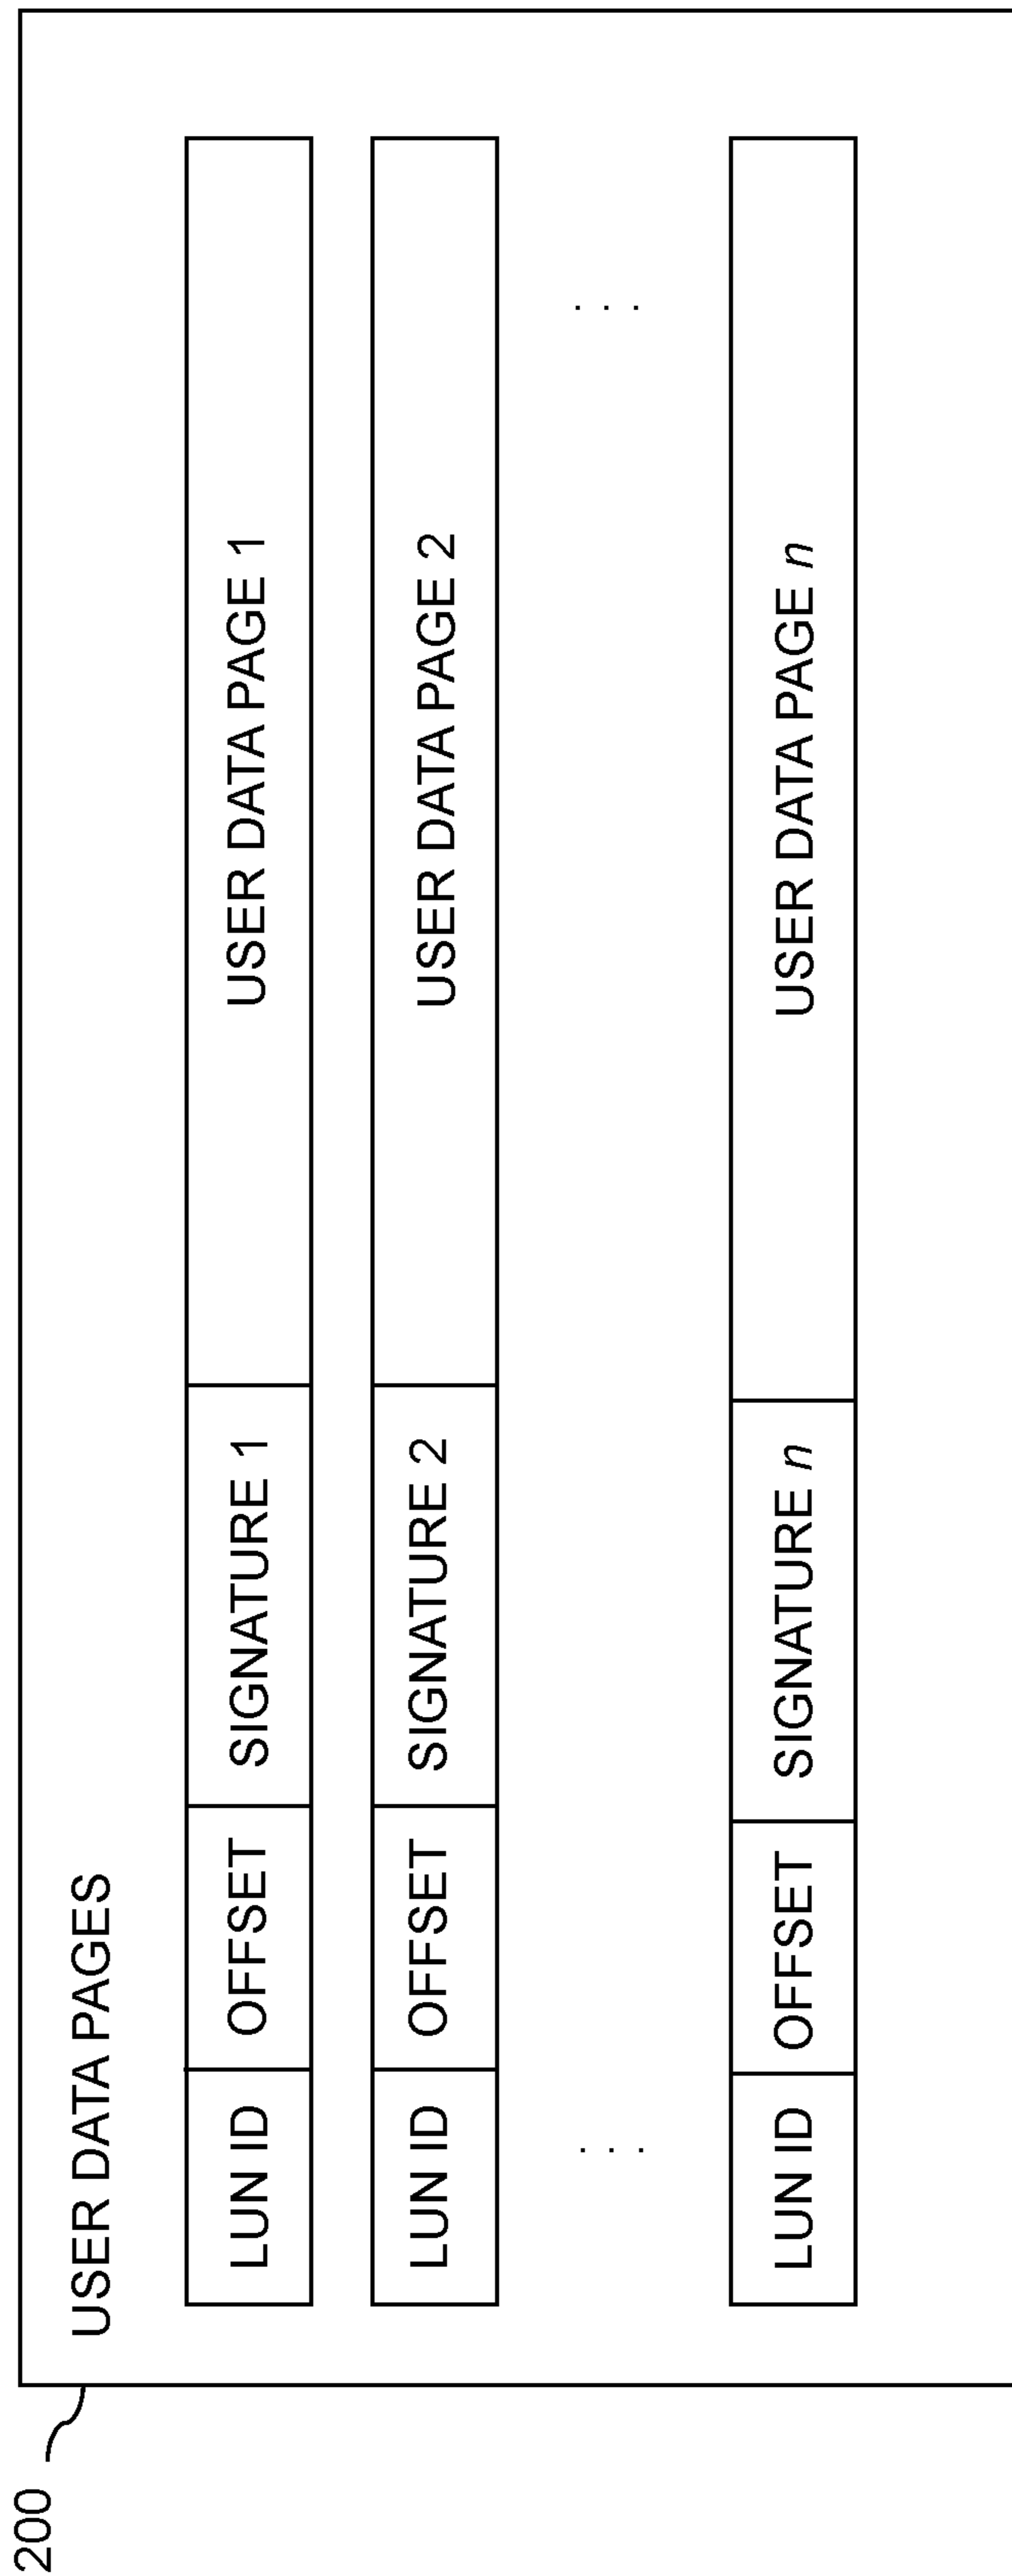 200
USER DATA PAGES
LUN ID OFFSET SIGNATURE 1 USER DATA PAGE 1
LUN ID OFFSET SIGNATURE 2 USER DATA PAGE 2
. . . . . .
LUN ID OFFSET SIGNATURE n USER DATA PAGE n